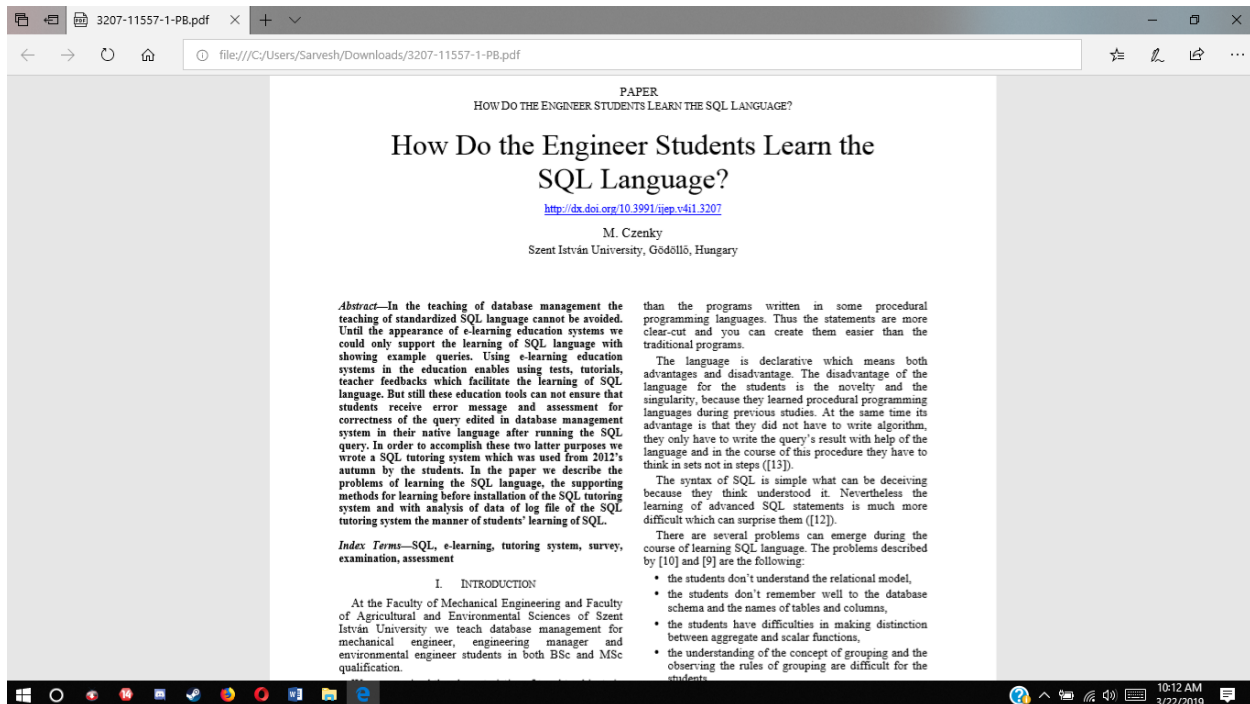 3207-11557-1-PB.pdf
file:///C:/Users/Sarvesh/Downloads/3207-11557-1-PB.pdf
PAPER
HOW DO THE ENGINEER STUDENTS LEARN THE SQL LANGUAGE?
How Do the Engineer Students Learn the
SQL Language?
http://dx.doi.org/10.3991/ijep.v4i1.3207
M. Czenky
Szent István University, Gödöllő, Hungary
Abstract—In the teaching of database management the
teaching of standardized SQL language cannot be avoided.
Until the appearance of e-learning education systems we
could only support the learning of SQL language with
showing example queries. Using e-learning education
systems in the education enables using tests, tutorials,
teacher feedbacks which facilitate the learning of SQL
language. But still these education tools can not ensure that
students receive error message and assessment for
correctness of the query edited in database management
system in their native language after running the SQL
query. In order to accomplish these two latter purposes we
wrote a SQL tutoring system which was used from 2012's
autumn by the students. In the paper we describe the
problems of learning the SQL language, the supporting
methods for learning before installation of the SQL tutoring
system and with analysis of data of log file of the SQL
tutoring system the manner of students' learning of SQL.
Index Terms—SQL, e-learning, tutoring system, survey,
examination, assessment
I. INTRODUCTION
At the Faculty of Mechanical Engineering and Faculty
of Agricultural and Environmental Sciences of Szent
István University we teach database management for
mechanical engineer, engineering manager and
environmental engineer students in both BSc and MSc
qualification.
than the programs written in some procedural
programming languages. Thus the statements are more
clear-cut and you can create them easier than the
traditional programs.
The language is declarative which means both
advantages and disadvantage. The disadvantage of the
language for the students is the novelty and the
singularity, because they learned procedural programming
languages during previous studies. At the same time its
advantage is that they did not have to write algorithm,
they only have to write the query's result with help of the
language and in the course of this procedure they have to
think in sets not in steps ([13]).
The syntax of SQL is simple what can be deceiving
because they think understood it. Nevertheless the
learning of advanced SQL statements is much more
difficult which can surprise them ([12]).
There are several problems can emerge during the
course of learning SQL language. The problems described
by [10] and [9] are the following:
• the students don't understand the relational model,
• the students don't remember well to the database
schema and the names of tables and columns,
• the students have difficulties in making distinction
between aggregate and scalar functions,
• the understanding of the concept of grouping and the
observing the rules of grouping are difficult for the
students
10:12 AM
3/22/2019